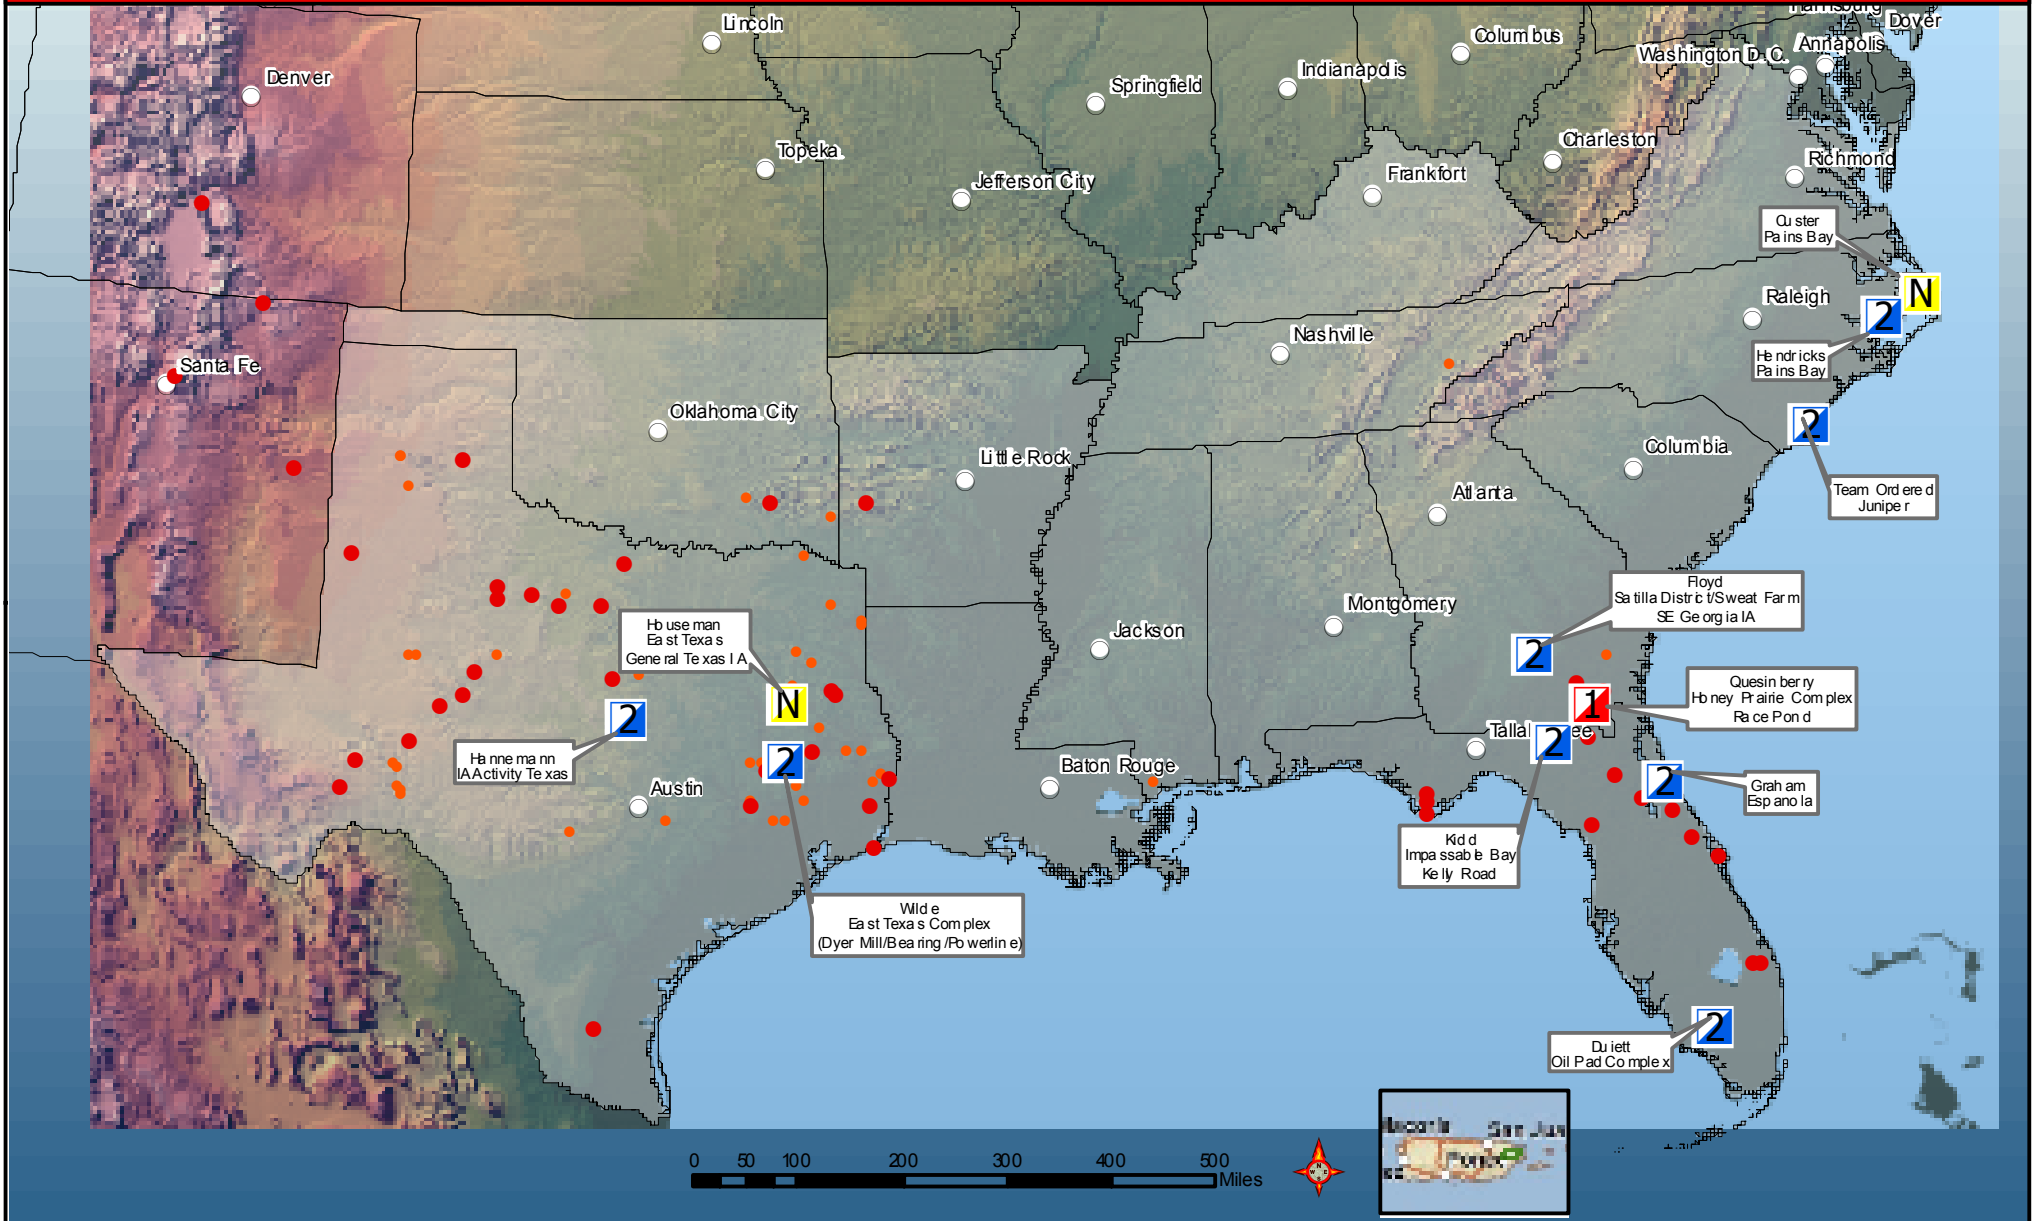 Lincoln
Columbus
Harrisburg
Dover
Washington D.C.
Annapolis
Denver
Springfield
Indianapolis
Topeka
Jefferson City
Frankfort
Charleston
Richmond
Custer
Pains Bay
N
2
Raleigh
Hendricks
Pains Bay
Santa Fe
Nashville
Oklahoma City
Little Rock
Columbia
Atlanta
2
Team Ordered
Juniper
Floyd
Satilla District/Sweat Farm
SE Georgia IA
2
Houseman
East Texas
General Texas IA
N
Jackson
Montgomery
Quesinberry
Honey Prairie Complex
Race Pond
1
2
Hannemann
IA Activity Texas
2
Tallahassee
2
Austin
Baton Rouge
2
Graham
Espanola
Kidd
Impassable Bay
Kelly Road
Wilde
East Texas Complex
(Dyer Mill/Bearing/Powerline)
2
Duiett
Oil Pad Complex
0 50 100 200 300 400 500
Miles
N
W E
S
San Jua